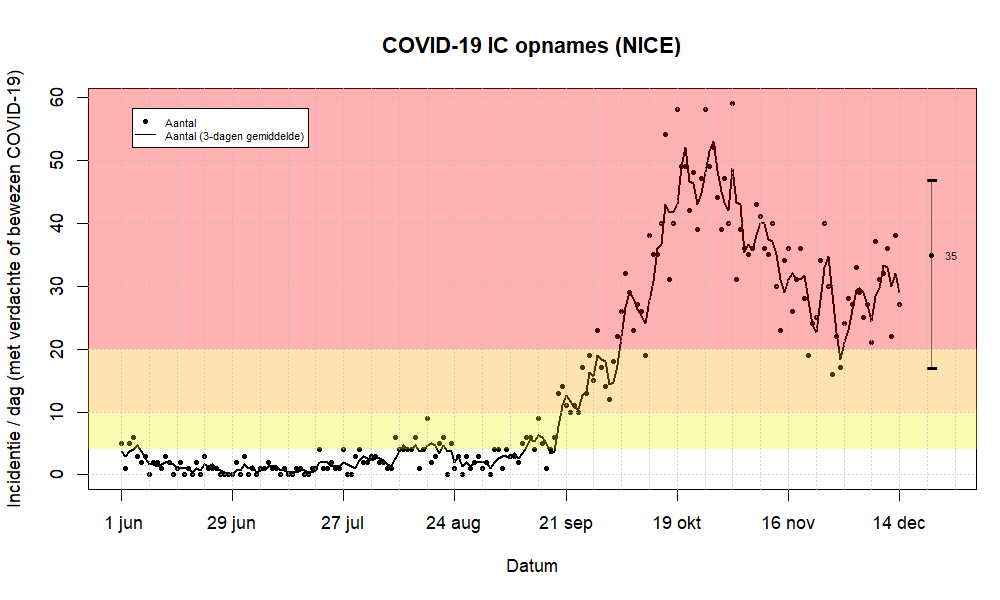 COVID-19 IC opnames (NICE)
Incidentie / dag (met verdachte of bewezen COVID-19)
60
50
40
30
20
10
0
Aantal
Aantal (3-dagen gemiddelde)
35
1 jun
29 jun
27 jul
24 aug
21 sep
19 okt
16 nov
14 dec
Datum